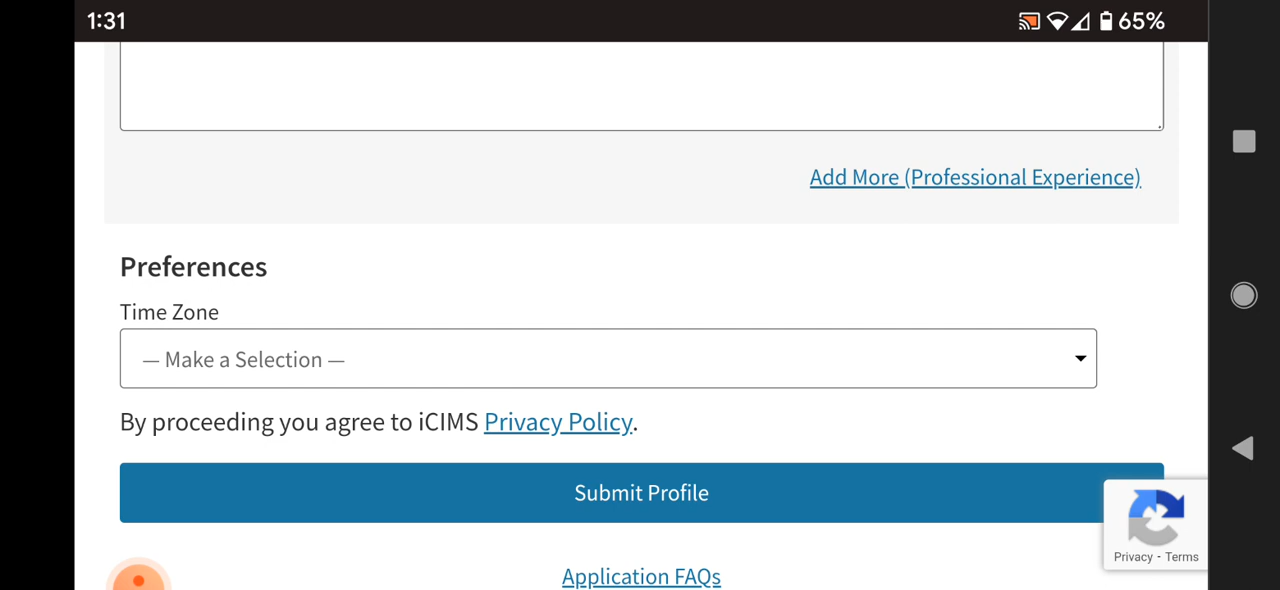 1:31
65%
Add More (Professional Experience)
Preferences
Time Zone
— Make a Selection —
By proceeding you agree to iCIMS Privacy Policy.
Submit Profile
Privacy - Terms
Application FAQs